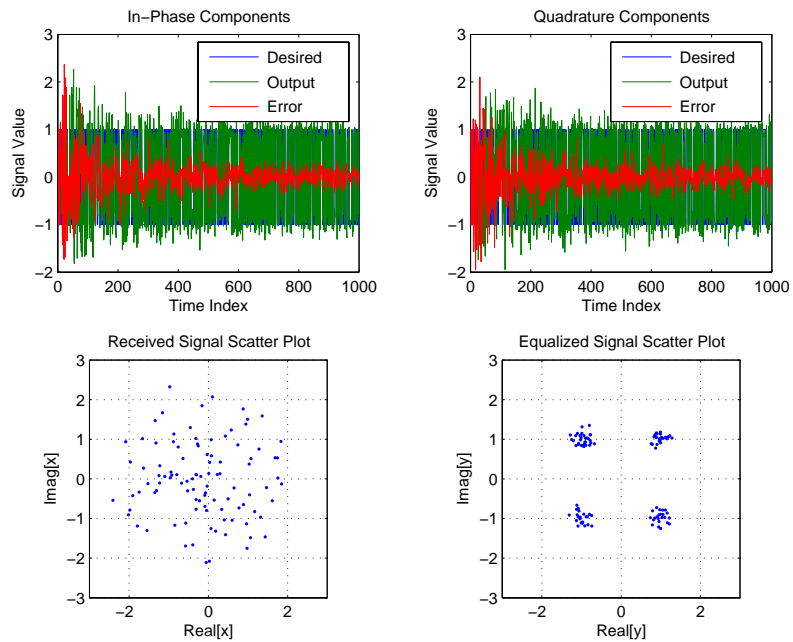 In−Phase Components
3
2
1
0
−1
−2
Signal Value
Desired
Output
Error
0 200 400 600 800 1000
Time Index
Quadrature Components
3
2
1
0
−1
−2
Signal Value
Desired
Output
Error
0 200 400 600 800 1000
Time Index
Received Signal Scatter Plot
3
2
1
0
−1
−2
−3
Imag[x]
−2 0 2
Real[x]
Equalized Signal Scatter Plot
3
2
1
0
−1
−2
−3
Imag[y]
−2 0 2
Real[y]